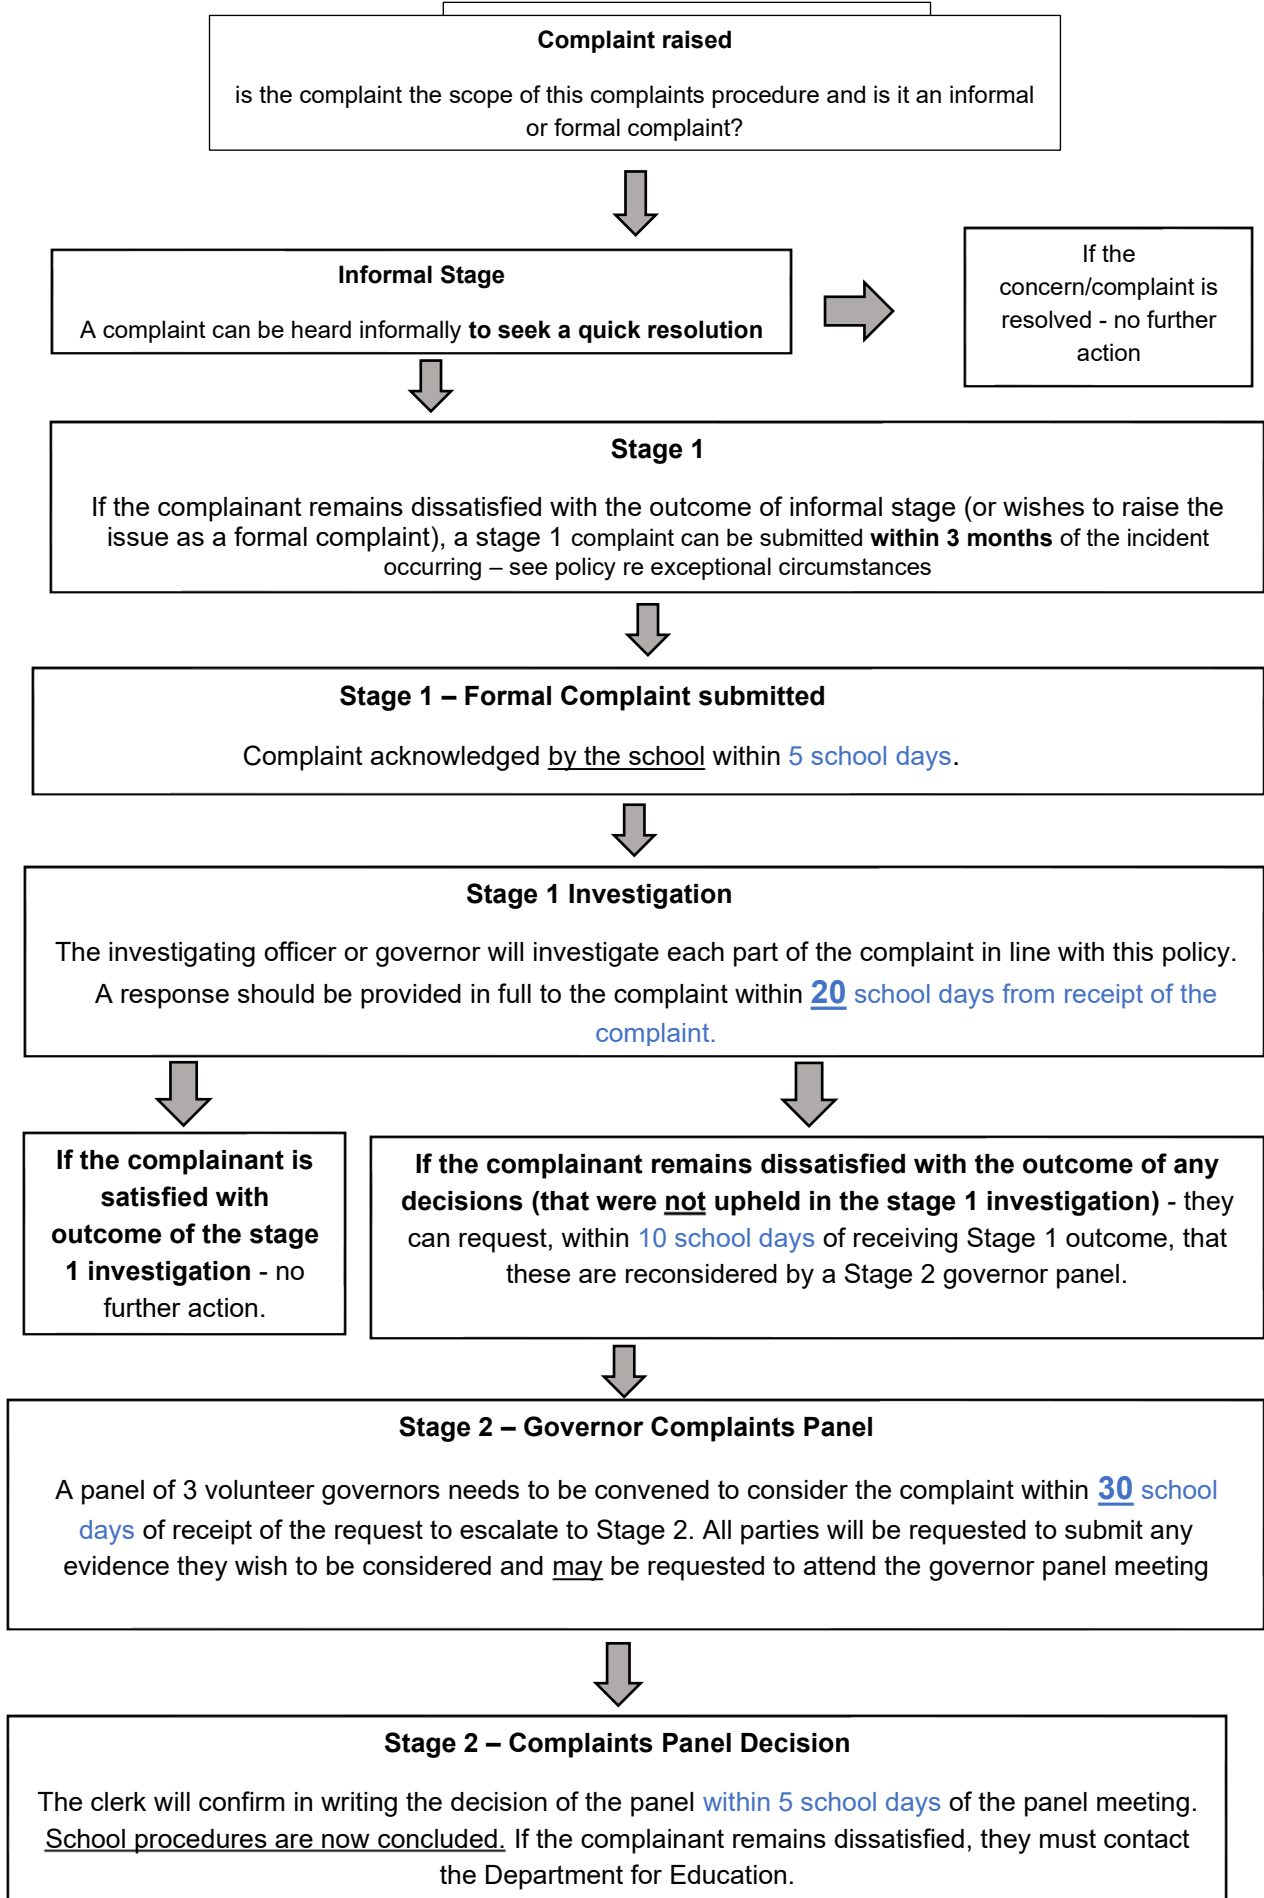 Complaint raised
is the complaint the scope of this complaints procedure and is it an informal
or formal complaint?
Informal Stage
A complaint can be heard informally to seek a quick resolution
If the
concern/complaint is
resolved - no further
action
Stage 1
If the complainant remains dissatisfied with the outcome of informal stage (or wishes to raise the
issue as a formal complaint), a stage 1 complaint can be submitted within 3 months of the incident
occurring – see policy re exceptional circumstances
Stage 1 – Formal Complaint submitted
Complaint acknowledged by the school within 5 school days.
Stage 1 Investigation
The investigating officer or governor will investigate each part of the complaint in line with this policy.
A response should be provided in full to the complaint within 20 school days from receipt of the
complaint.
If the complainant is
satisfied with
outcome of the stage
1 investigation - no
further action.
If the complainant remains dissatisfied with the outcome of any
decisions (that were not upheld in the stage 1 investigation) - they
can request, within 10 school days of receiving Stage 1 outcome, that
these are reconsidered by a Stage 2 governor panel.
Stage 2 – Governor Complaints Panel
A panel of 3 volunteer governors needs to be convened to consider the complaint within 30 school
days of receipt of the request to escalate to Stage 2. All parties will be requested to submit any
evidence they wish to be considered and may be requested to attend the governor panel meeting
Stage 2 – Complaints Panel Decision
The clerk will confirm in writing the decision of the panel within 5 school days of the panel meeting.
School procedures are now concluded. If the complainant remains dissatisfied, they must contact
the Department for Education.